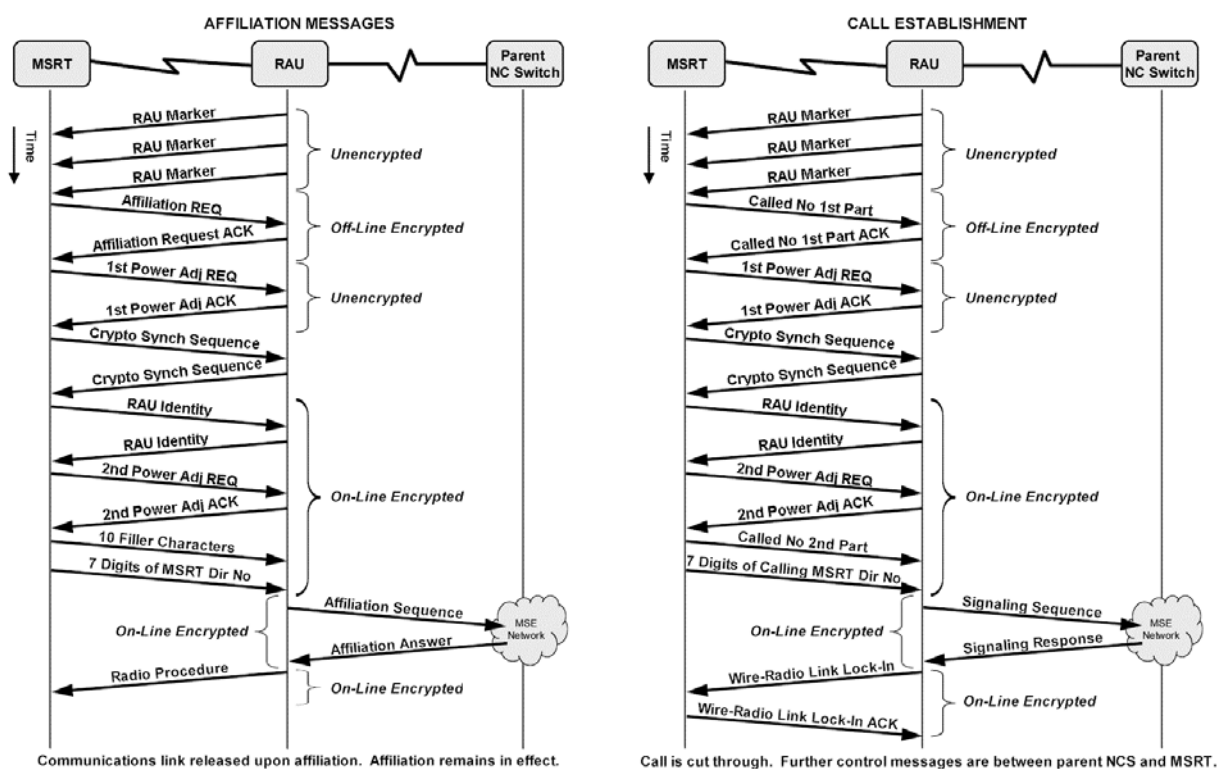 AFFILIATION MESSAGES
MSRT
RAU
Parent
NC Switch
Time
RAU Marker
RAU Marker
RAU Marker
Unencrypted
Affiliation REQ
Affiliation Request ACK
Off-Line Encrypted
1st Power Adj REQ
1st Power Adj ACK
Unencrypted
Crypto Synch Sequence
Crypto Synch Sequence
RAU Identity
RAU Identity
2nd Power Adj REQ
2nd Power Adj ACK
On-Line Encrypted
10 Filler Characters
7 Digits of MSRT Dir No
Affiliation Sequence
On-Line Encrypted
MSE
Network
Affiliation Answer
Radio Procedure
On-Line Encrypted
Communications link released upon affiliation. Affiliation remains in effect.
CALL ESTABLISHMENT
MSRT
RAU
Parent
NC Switch
Time
RAU Marker
RAU Marker
RAU Marker
Unencrypted
Called No 1st Part
Called No 1st Part ACK
Off-Line Encrypted
1st Power Adj REQ
1st Power Adj ACK
Unencrypted
Crypto Synch Sequence
Crypto Synch Sequence
RAU Identity
RAU Identity
2nd Power Adj REQ
2nd Power Adj ACK
On-Line Encrypted
Called No 2nd Part
7 Digits of Calling MSRT Dir No
Signaling Sequence
On-Line Encrypted
MSE
Network
Signaling Response
Wire-Radio Link Lock-In
On-Line Encrypted
Wire-Radio Link Lock-In ACK
Call is cut through. Further control messages are between parent NCS and MSRT.